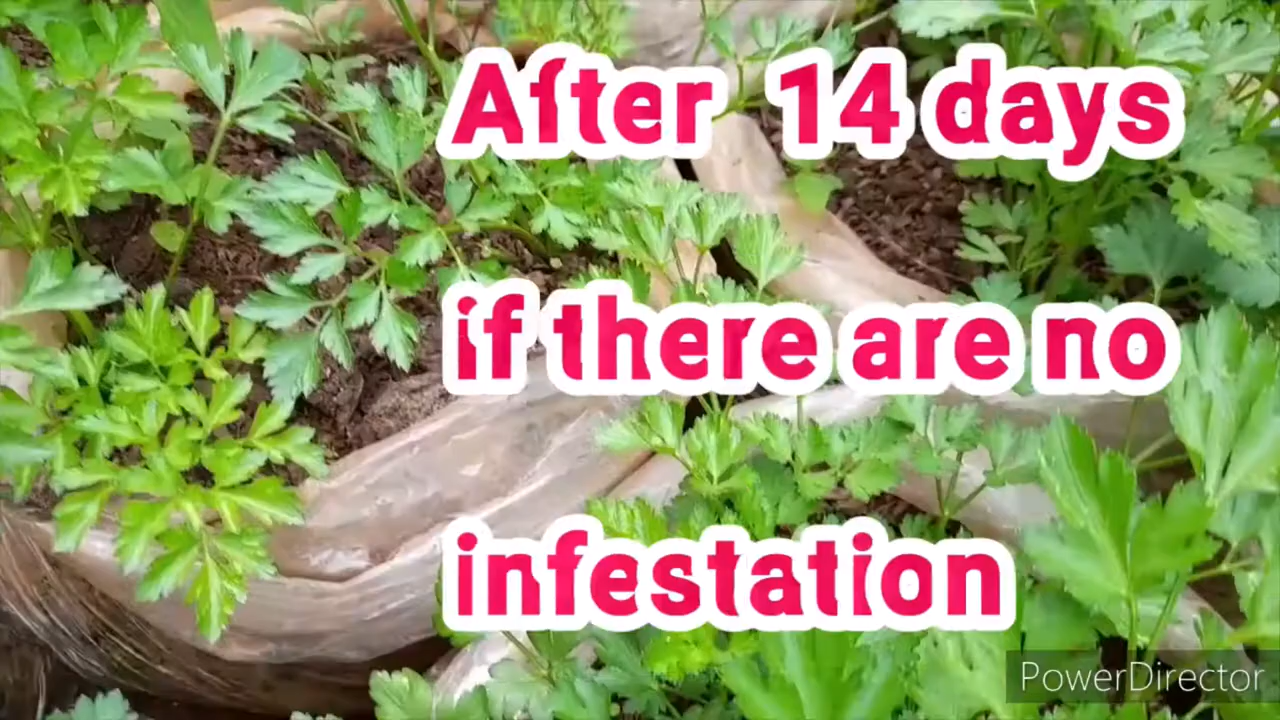 After 14 days
if there are no
infestation
PowerDirector